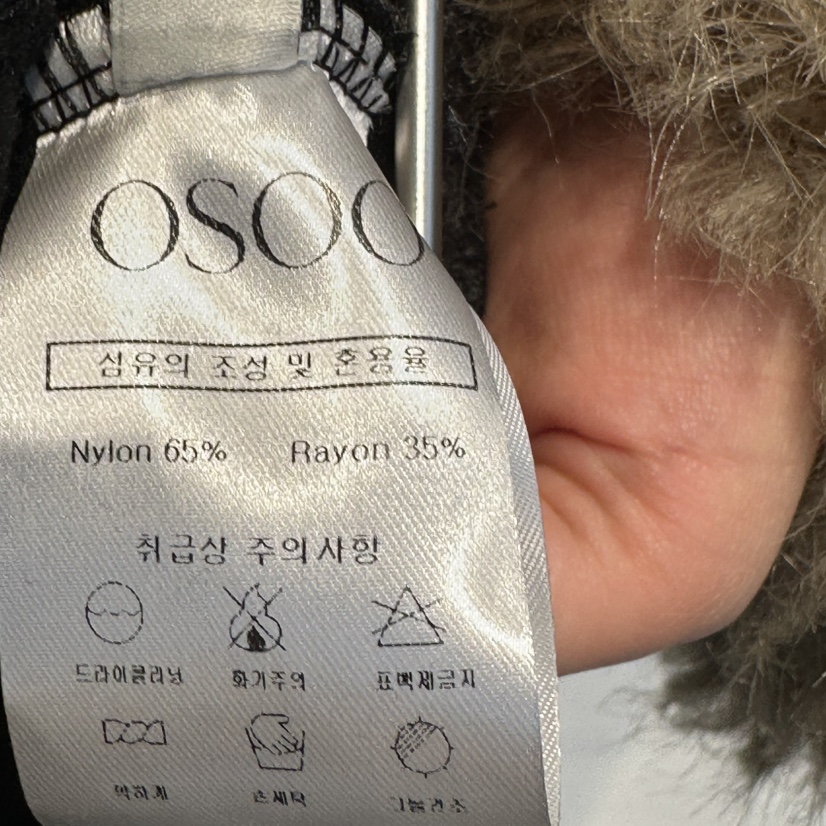 OSOO
섬유의 조성 및 혼용율
Nylon 65% Rayon 35%
취급상 주의사항
드라이클리닝 화기주의 표백제금지
약하게 손세탁 그늘건조